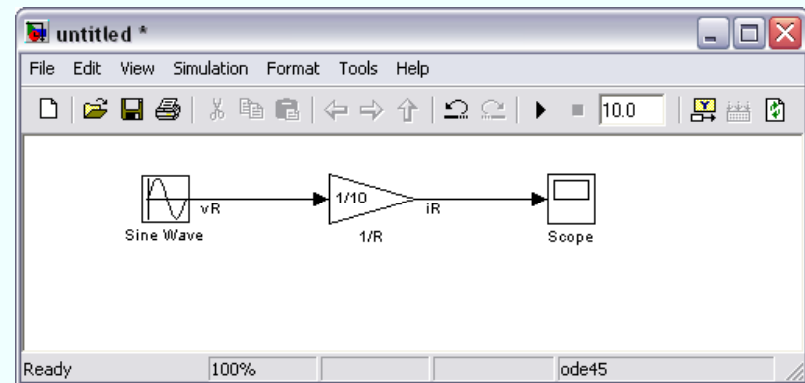 untitled *
File Edit View Simulation Format Tools Help
10.0
vR 1/10 iR
Sine Wave 1/R Scope
Ready 100% ode45